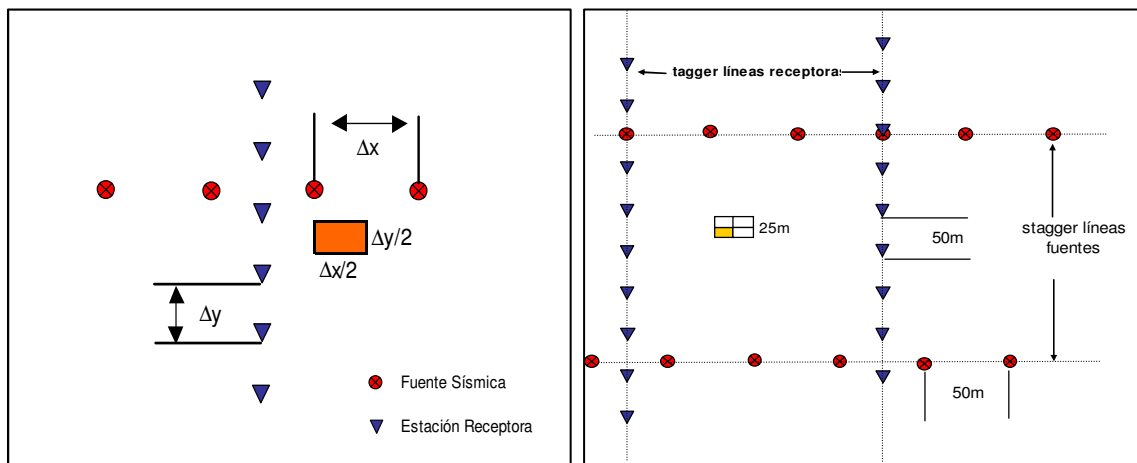 Δx
Δy/2
Δx/2
Δy
Fuente Sísmica
Estación Receptora
tagger líneas receptora
25m
50m
stagger líneas
fuentes
50m